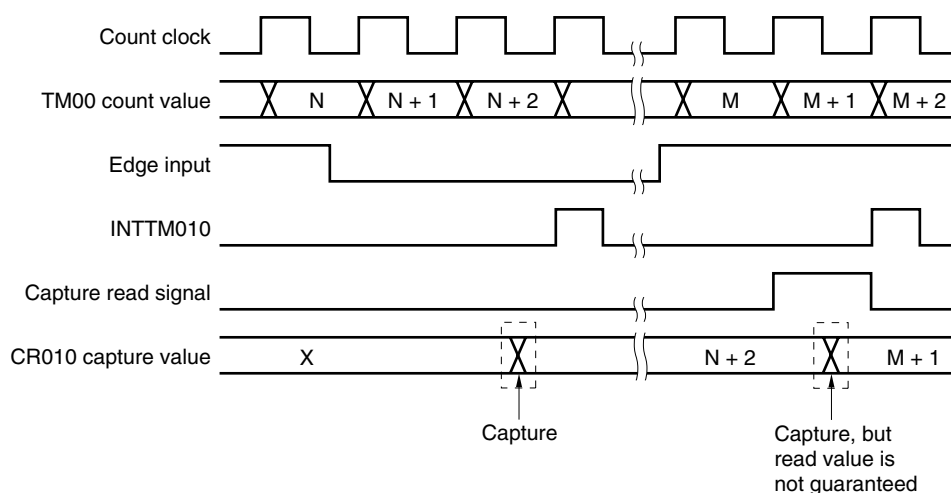 Count clock
TM00 count value
N
N + 1
N + 2
M
M + 1
M + 2
Edge input
INTTM010
Capture read signal
CR010 capture value
X
N + 2
M + 1
Capture
Capture, but
read value is
not guaranteed